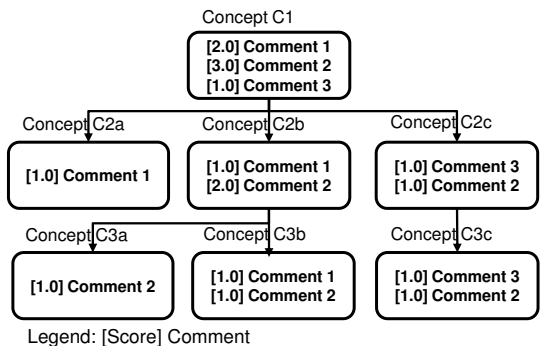 Concept C1
[2.0] Comment 1
[3.0] Comment 2
[1.0] Comment 3
Concept C2a
[1.0] Comment 1
Concept C2b
[1.0] Comment 1
[2.0] Comment 2
Concept C2c
[1.0] Comment 3
[1.0] Comment 2
Concept C3a
[1.0] Comment 2
Concept C3b
[1.0] Comment 1
[1.0] Comment 2
Concept C3c
[1.0] Comment 3
[1.0] Comment 2
Legend: [Score] Comment